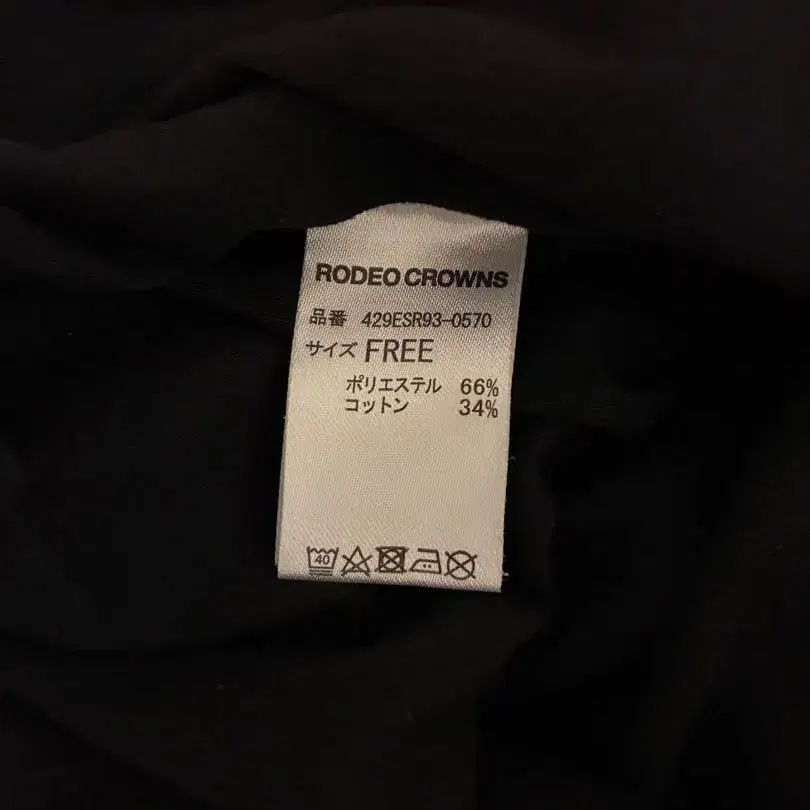 RODEO CROWNS
品番 429ESR93-0570
サイズ FREE
ポリエステル 66%
コットン 34%
40